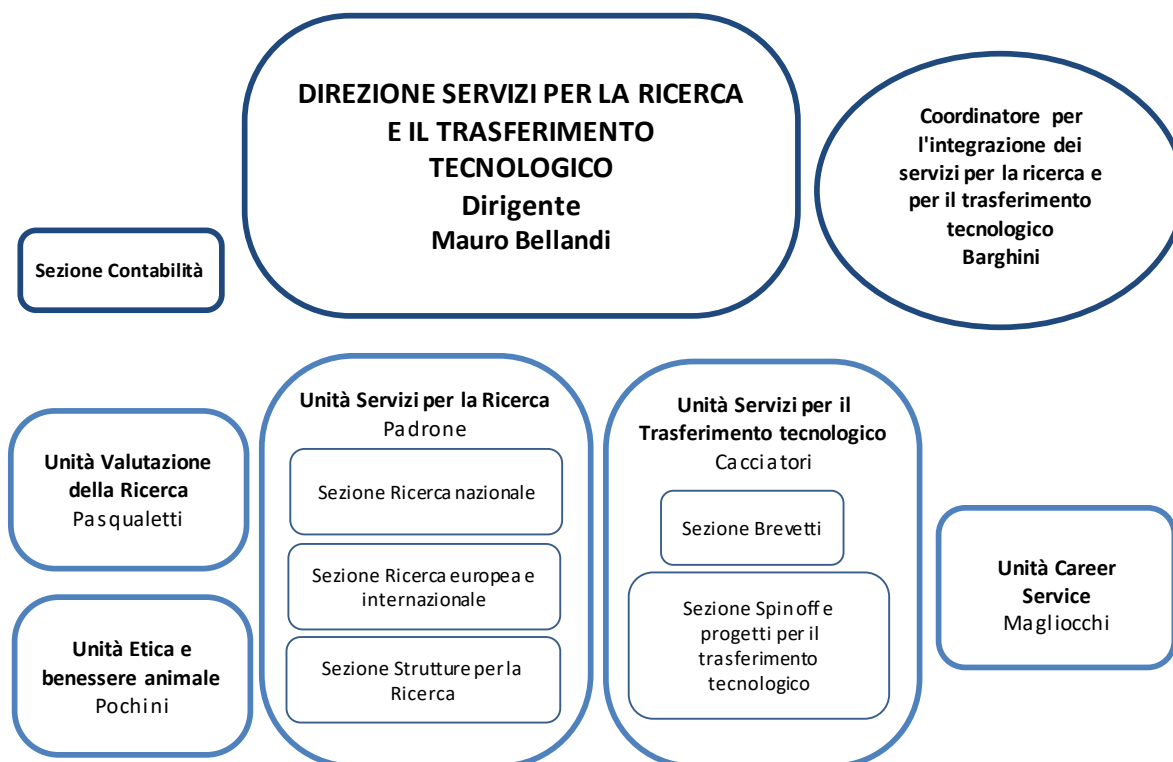 DIREZIONE SERVIZI PER LA RICERCA
E IL TRASFERIMENTO
TECNOLOGICO
Dirigente
Mauro Bellandi
Coordinatore per
l'integrazione dei
servizi per la ricerca e
per il trasferimento
tecnologico
Barghini
Sezione Contabilità
Unità Valutazione
della Ricerca
Pasqualetti
Unità Etica e
benessere animale
Pochini
Unità Servizi per la Ricerca
Padrone
Sezione Ricerca nazionale
Sezione Ricerca europea e
internazionale
Sezione Strutture per la
Ricerca
Unità Servizi per il
Trasferimento tecnologico
Cacciatori
Sezione Brevetti
Sezione Spin off e
progetti per il
trasferimento
tecnologico
Unità Career
Service
Magliocchi